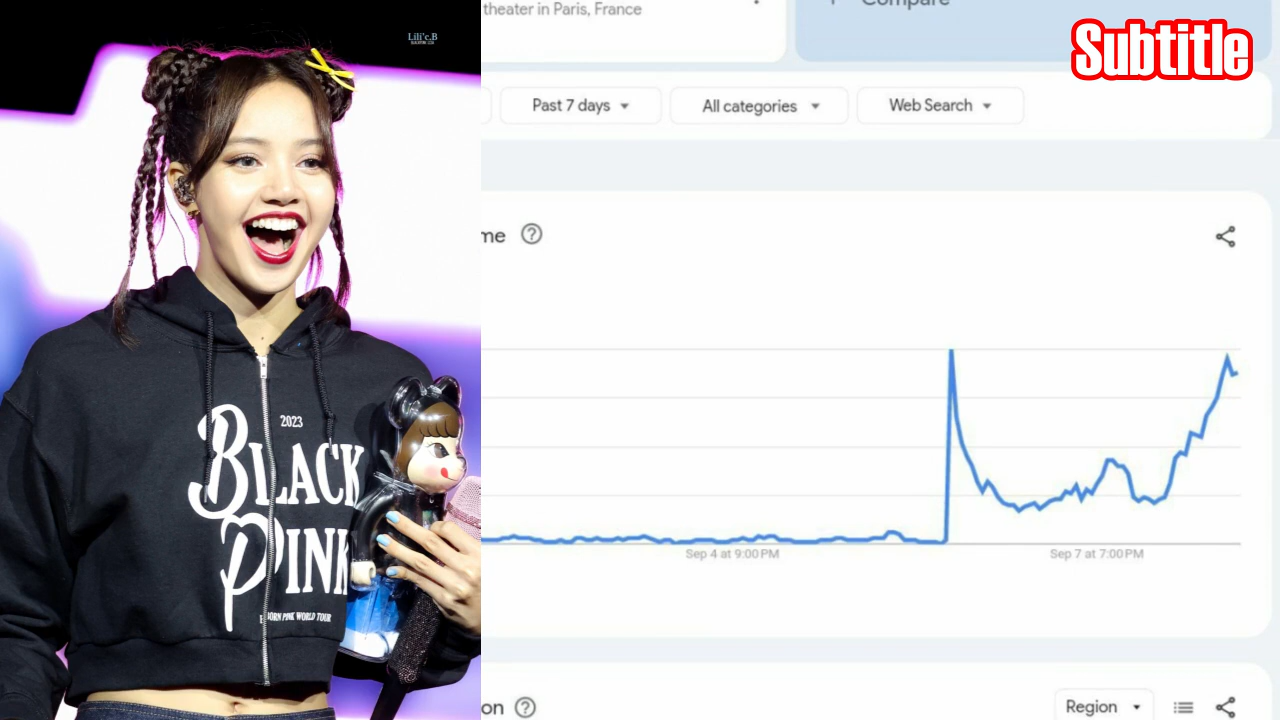 Lili's.B
2023
BLACK
PINK
BORN PINK WORLD TOUR
theater in Paris, France
Compare
Subtitle
Past 7 days
All categories
Web Search
me
Sep 4 at 9:00 PM
Sep 7 at 7:00 PM
on
Region